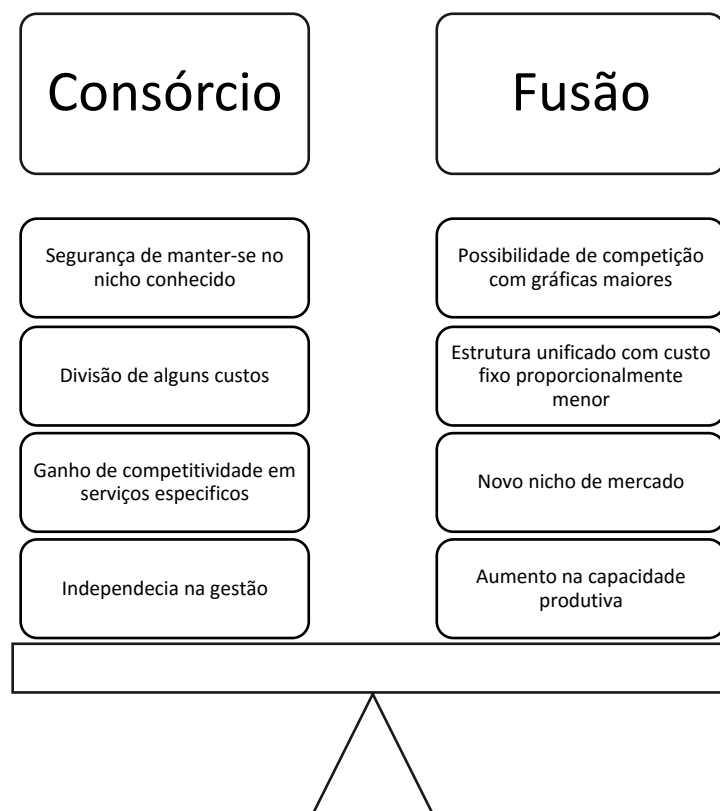 Consórcio
Fusão
Segurança de manter-se no
nicho conhecido
Possibilidade de competição
com gráficas maiores
Divisão de alguns custos
Estrutura unificado com custo
fixo proporcionalmente
menor
Ganho de competitividade em
serviços especificos
Novo nicho de mercado
Independecia na gestão
Aumento na capacidade
produtiva